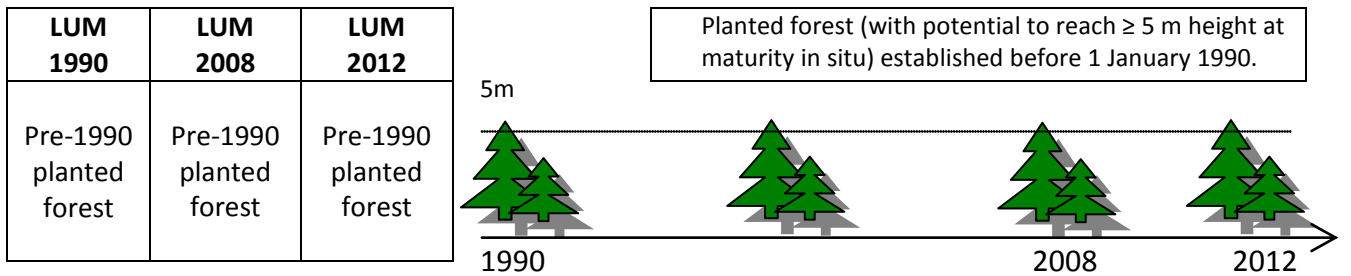 LUM
1990
LUM
2008
LUM
2012
Pre-1990
planted
forest
Pre-1990
planted
forest
Pre-1990
planted
forest
Planted forest (with potential to reach ≥ 5 m height at
maturity in situ) established before 1 January 1990.
5m
1990
2008
2012